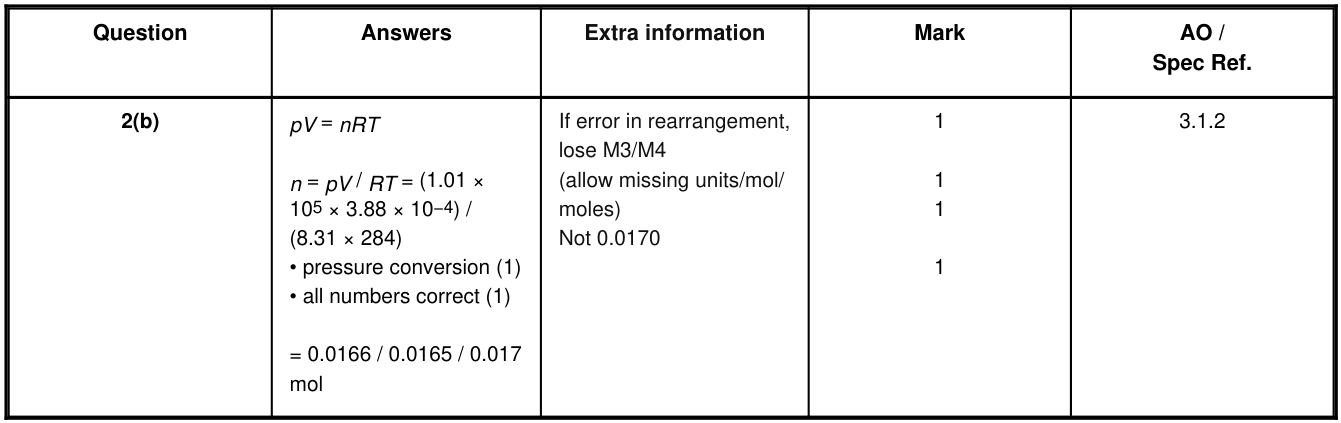 Question Answers Extra information Mark AO /
Spec Ref.
2(b)
pV = nRT
n = pV / RT = (1.01 ×
10⁵ × 3.88 × 10⁻⁴) /
(8.31 × 284)
• pressure conversion (1)
• all numbers correct (1)
= 0.0166 / 0.0165 / 0.017
mol
If error in rearrangement,
lose M3/M4
(allow missing units/mol/
moles)
Not 0.0170
1
1
1
1
3.1.2